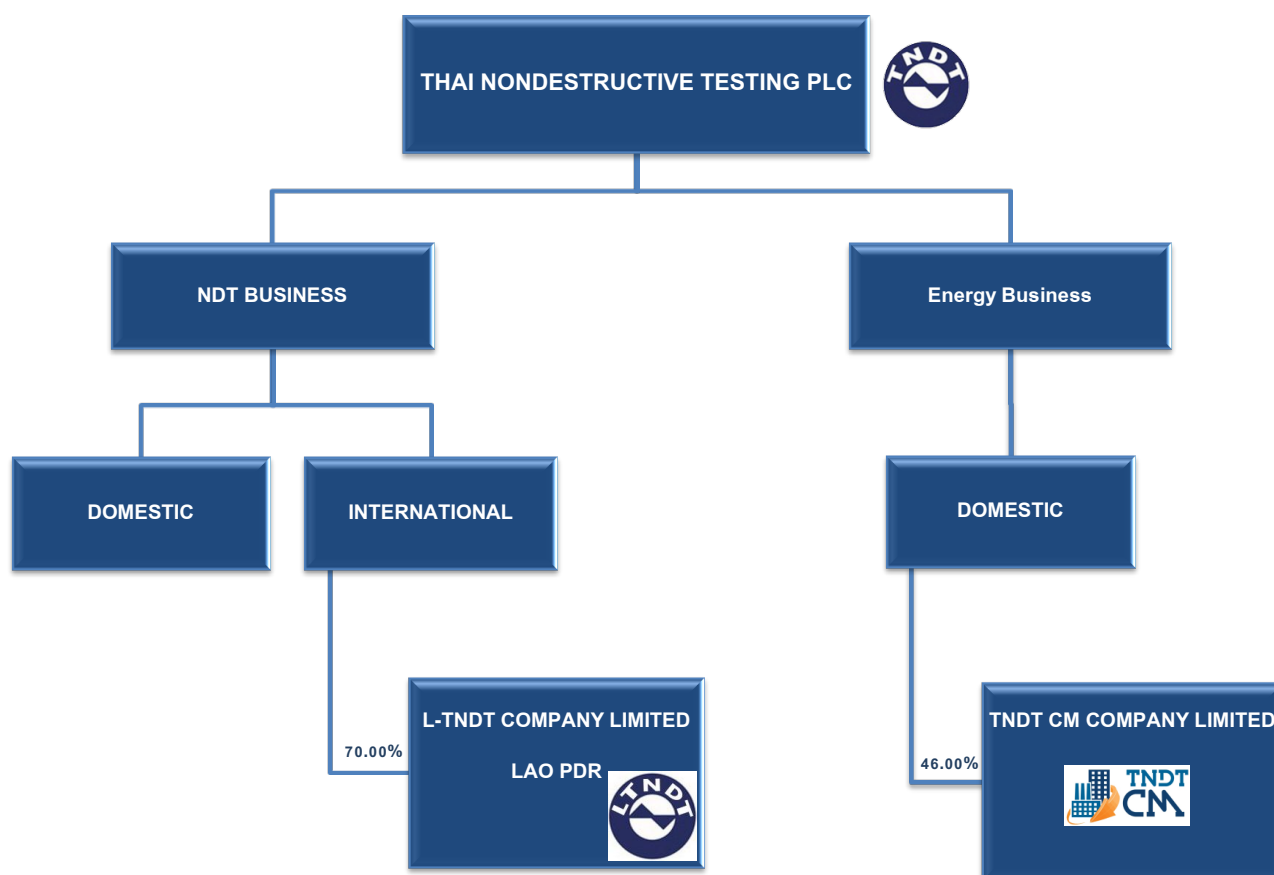 THAI NONDESTRUCTIVE TESTING PLC
TNDT
NDT BUSINESS
Energy Business
DOMESTIC
INTERNATIONAL
DOMESTIC
70.00%
L-TNDT COMPANY LIMITED
LAO PDR
LTNDT
46.00%
TNDT CM COMPANY LIMITED
TNDT
CM